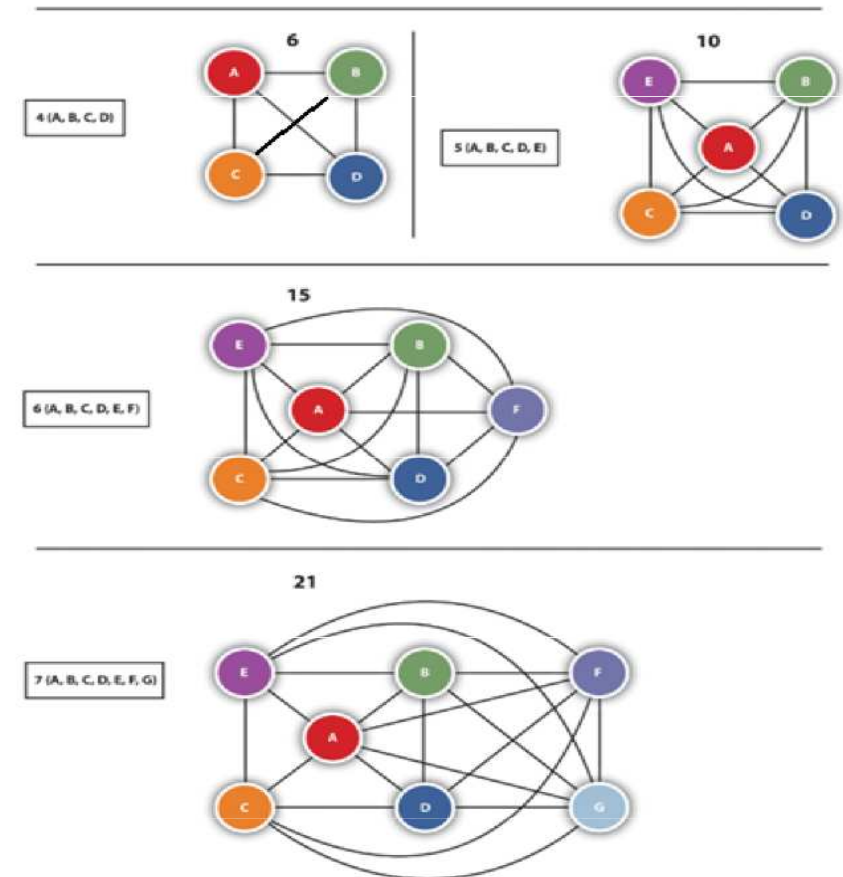 6
A
B
4 (A, B, C, D)
C
D
10
E
B
5 (A, B, C, D, E)
A
C
D
15
E
B
6 (A, B, C, D, E, F)
A
F
C
D
21
7 (A, B, C, D, E, F, G)
E
B
F
A
C
D
G